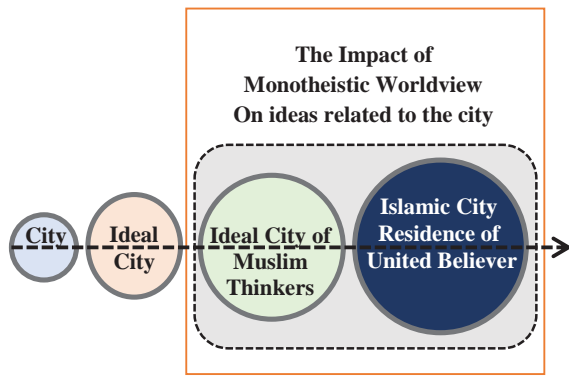 The Impact of
Monotheistic Worldview
On ideas related to the city
City
Ideal
City
Ideal City of
Muslim
Thinkers
Islamic City
Residence of
United Believer